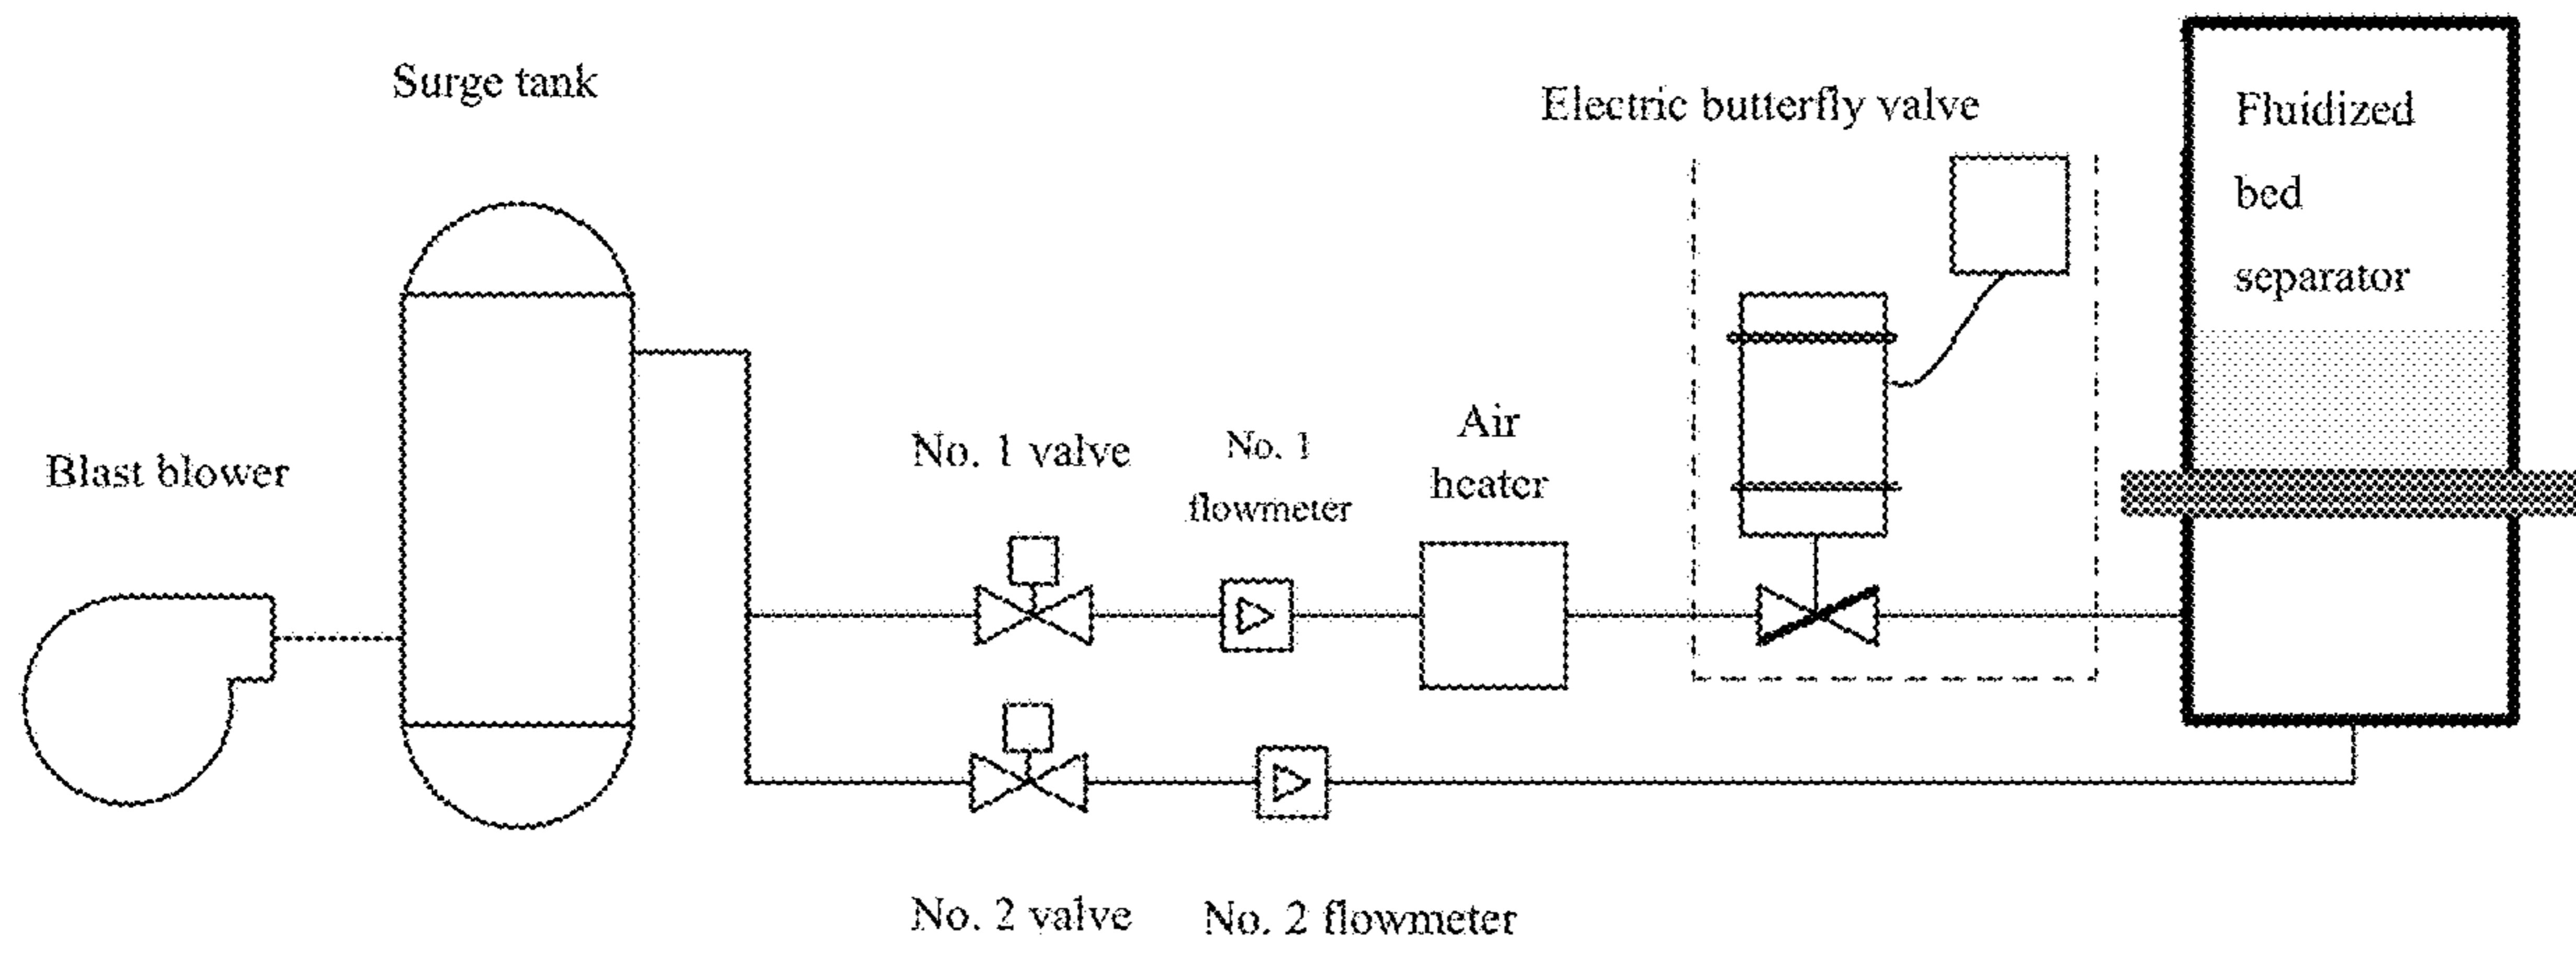 Surge tank
Electric butterfly valve
Fluidized
bed
separator
Blast blower
No. 1 valve
No. 1
flowmeter
Air
heater
No. 2 valve
No. 2 flowmeter